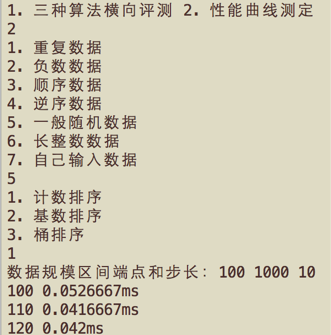 1. 三种算法横向评测 2. 性能曲线测定
2
1. 重复数据
2. 负数数据
3. 顺序数据
4. 逆序数据
5. 一般随机数据
6. 长整数数据
7. 自己输入数据
5
1. 计数排序
2. 基数排序
3. 桶排序
1
数据规模区间端点和步长: 100 1000 10
100 0.0526667ms
110 0.0416667ms
120 0.042ms